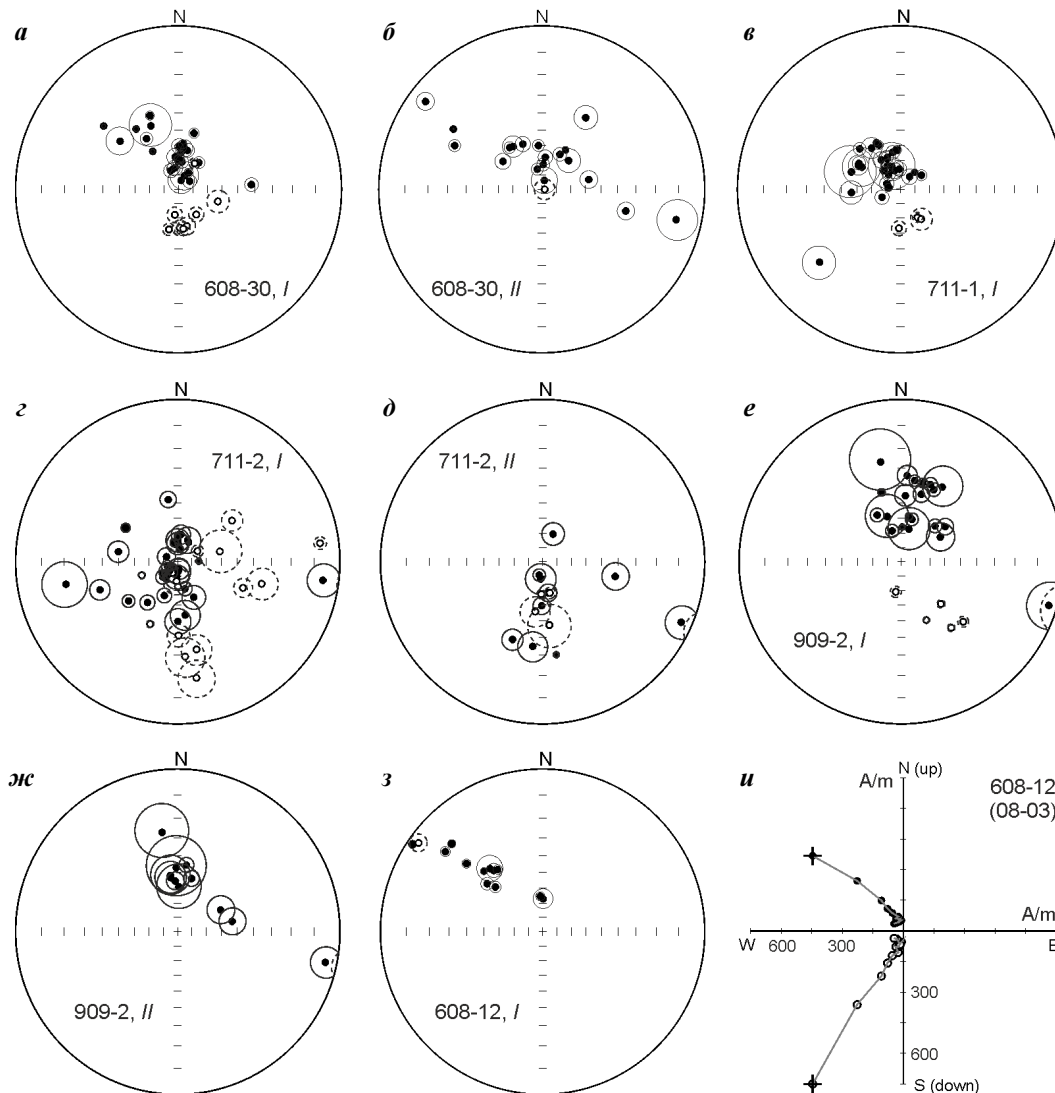 а
N
608-30, I
б
608-30, II
в
N
711-1, I
г
N
711-2, I
д
N
711-2, II
е
N
909-2, I
ж
N
909-2, II
з
N
608-12, I
и
N (up)
A/m
608-12
(08-03)
A/m
W 600 300 E
300
600
S (down)